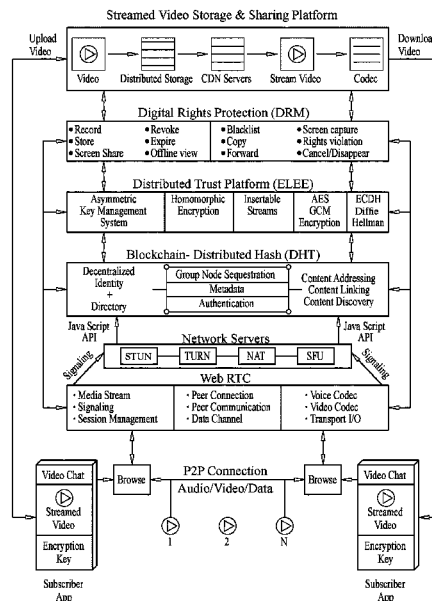 Streamed Video Storage & Sharing Platform
Upload
Video
Download
Video
Video
Distributed Storage
CDN Servers
Stream Video
Codec
Digital Rights Protection (DRM)
•Record
•Store
•Screen Share
•Revoke
•Expire
•Offline view
•Blacklist
•Copy
•Forward
•Screen capture
•Rights violation
•Cancel/Disappear
Distributed Trust Platform (ELEE)
Asymmetric
Key Management
System
Homomorphic
Encryption
Insertable
Streams
AES
GCM
Encryption
ECDH
Diffie
Hellman
Blockchain- Distributed Hash (DHT)
Decentralized
Identity
+
Directory
Group Node Sequestration
Metadata
Authentication
Content Addressing
Content Linking
Content Discovery
Java Script
API
Java Script
API
Signaling
Signaling
Network Servers
STUN
TURN
NAT
SFU
Web RTC
· Media Stream
· Signaling
· Session Management
· Peer Connection
· Peer Communication
· Data Channel
· Voice Codec
· Video Codec
· Transport I/O
Video Chat
Streamed
Video
Encryption
Key
Subscriber
App
Browse
P2P Connection
Audio/Video/Data
1
2
N
Browse
Video Chat
Streamed
Video
Encryption
Key
Subscriber
App